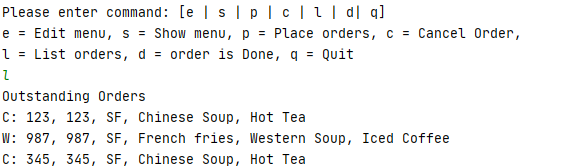 Please enter command: [e | s | p | c | l | d| q]
e = Edit menu, s = Show menu, p = Place orders, c = Cancel Order,
l = List orders, d = order is Done, q = Quit
l
Outstanding Orders
C: 123, 123, SF, Chinese Soup, Hot Tea
W: 987, 987, SF, French fries, Western Soup, Iced Coffee
C: 345, 345, SF, Chinese Soup, Hot Tea